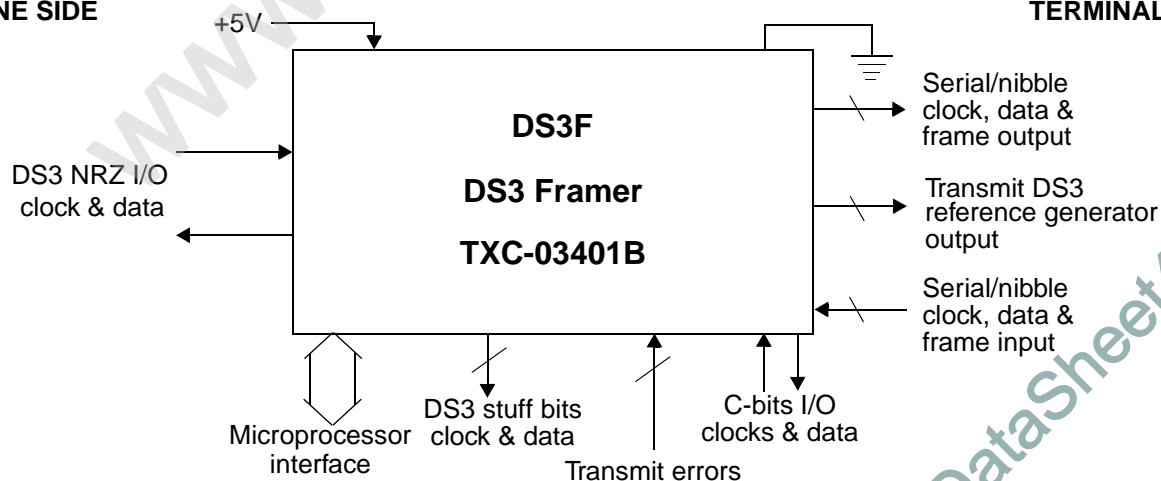 NE SIDE
TERMINAL
+5V
DS3F
DS3 Framer
TXC-03401B
DS3 NRZ I/O
clock & data
Serial/nibble
clock, data &
frame output
Transmit DS3
reference generator
output
Serial/nibble
clock, data &
frame input
Microprocessor
interface
DS3 stuff bits
clock & data
Transmit errors
C-bits I/O
clocks & data
www
DataSheet